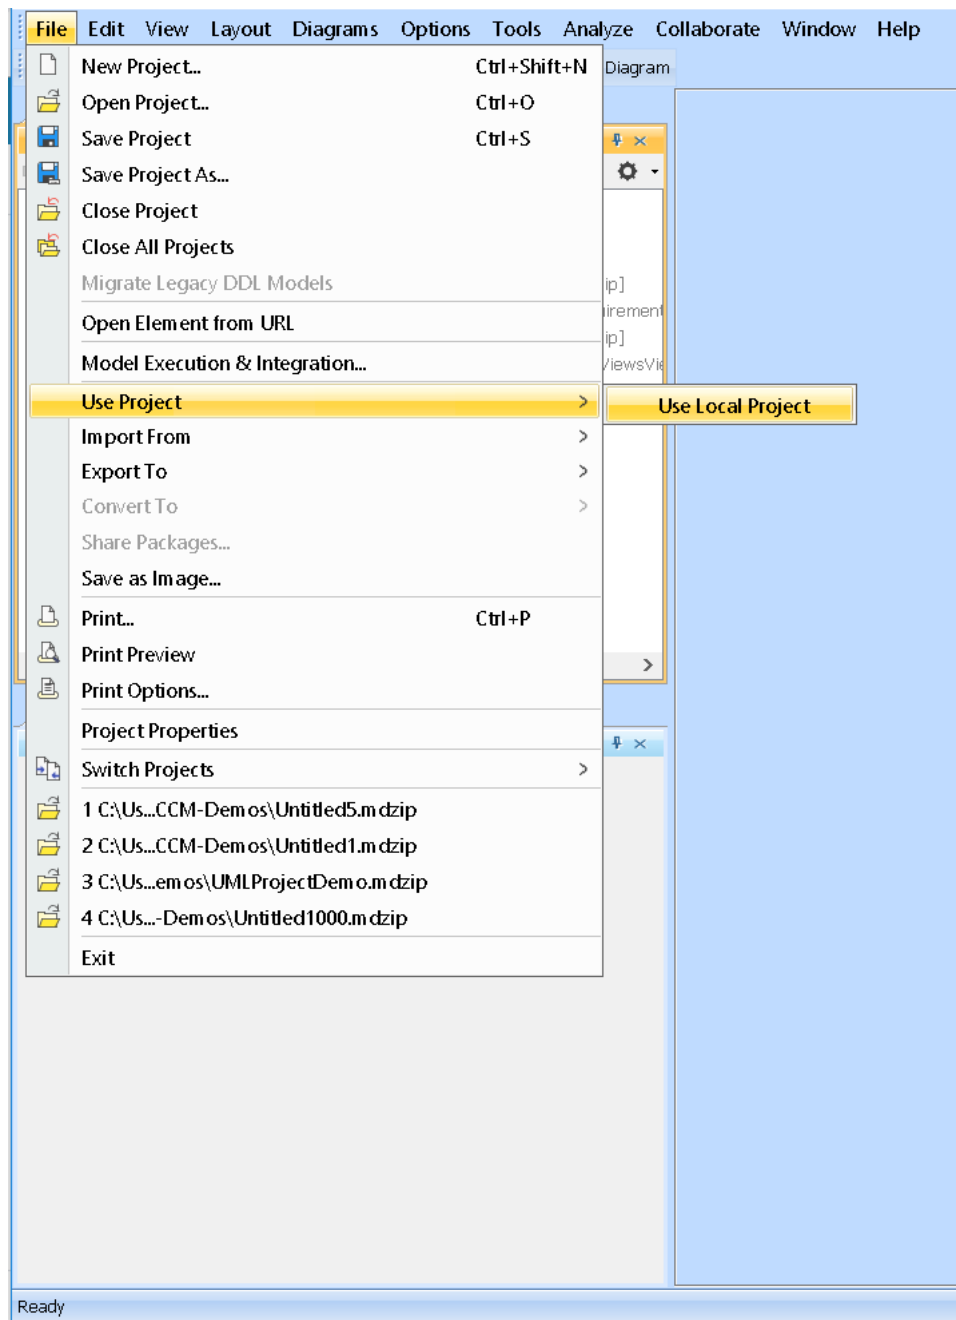 File Edit View Layout Diagrams Options Tools Analyze Collaborate Window Help
New Project... Ctrl+Shift+N Diagram
Open Project... Ctrl+O
Save Project Ctrl+S
Save Project As...
Close Project
Close All Projects
Migrate Legacy DDL Models ip]
irement
Open Element from URL
ip]
Model Execution & Integration... ViewsVie
Use Project > Use Local Project
Import From >
Export To >
Convert To >
Share Packages...
Save as Image...
Print... Ctrl+P
Print Preview
Print Options...
Project Properties
Switch Projects >
1 C:\Us...CCM-Demos\Untitled5.mdzip
2 C:\Us...CCM-Demos\Untitled1.mdzip
3 C:\Us...emos\UMLProjectDemo.mdzip
4 C:\Us...-Demos\Untitled1000.mdzip
Exit
Ready